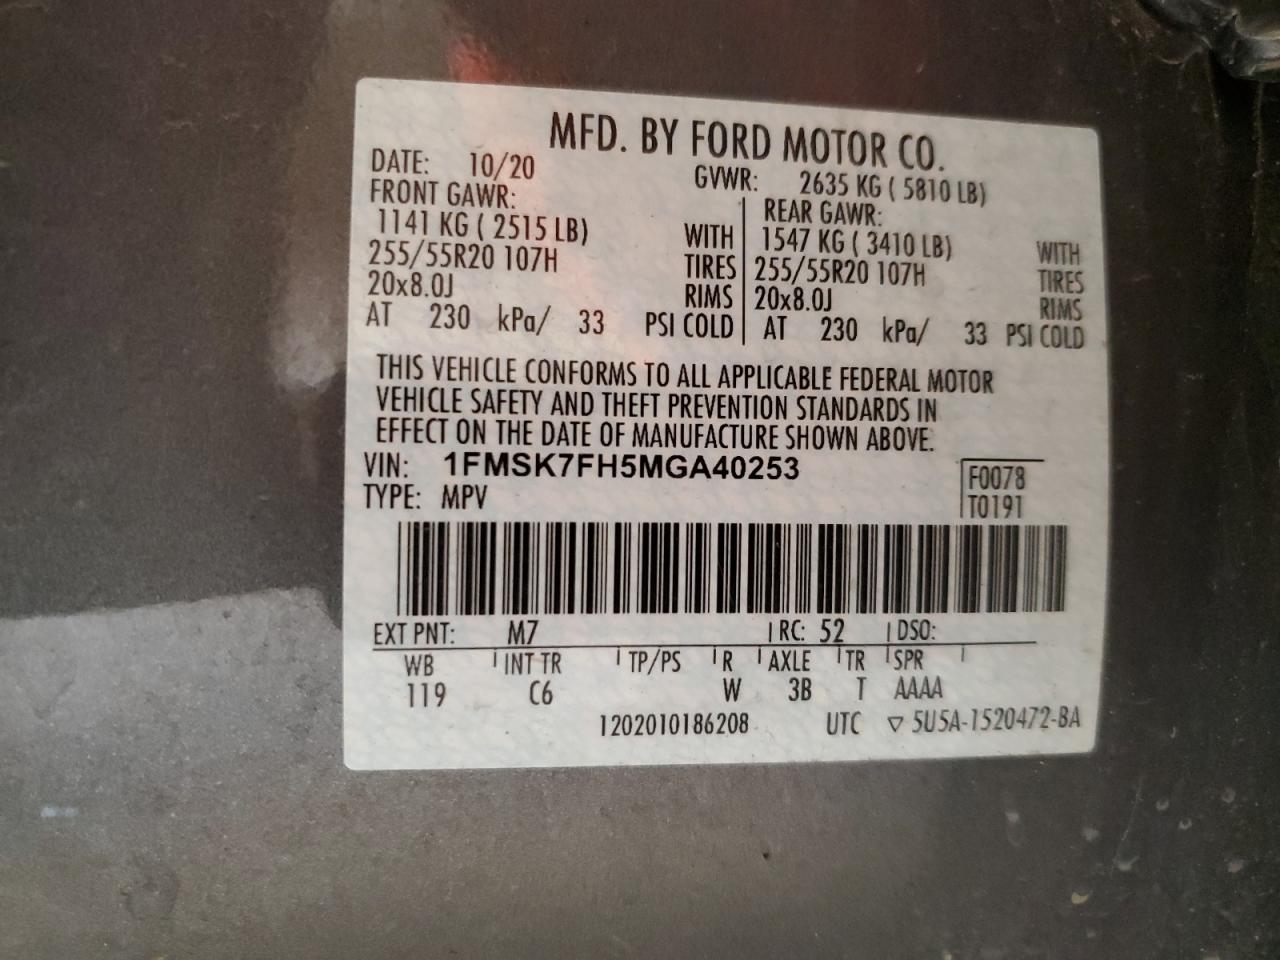 MFD. BY FORD MOTOR CO.
DATE: 10/20 GVWR: 2635 KG ( 5810 LB)
FRONT GAWR: REAR GAWR:
1141 KG ( 2515 LB) WITH 1547 KG ( 3410 LB) WITH
255/55R20 107H TIRES 255/55R20 107H TIRES
20x8.0J RIMS 20x8.0J RIMS
AT 230 kPa/ 33 PSI COLD AT 230 kPa/ 33 PSI COLD
THIS VEHICLE CONFORMS TO ALL APPLICABLE FEDERAL MOTOR
VEHICLE SAFETY AND THEFT PREVENTION STANDARDS IN
EFFECT ON THE DATE OF MANUFACTURE SHOWN ABOVE.
VIN: 1FMSK7FH5MGA40253 F0078
TYPE: MPV T0191
EXT PNT: M7 RC: 52 DSO:
WB INT TR TP/PS R AXLE TR SPR
119 C6 W 3B T AAAA
1202010186208 UTC ▽ 5U5A-1520472-BA